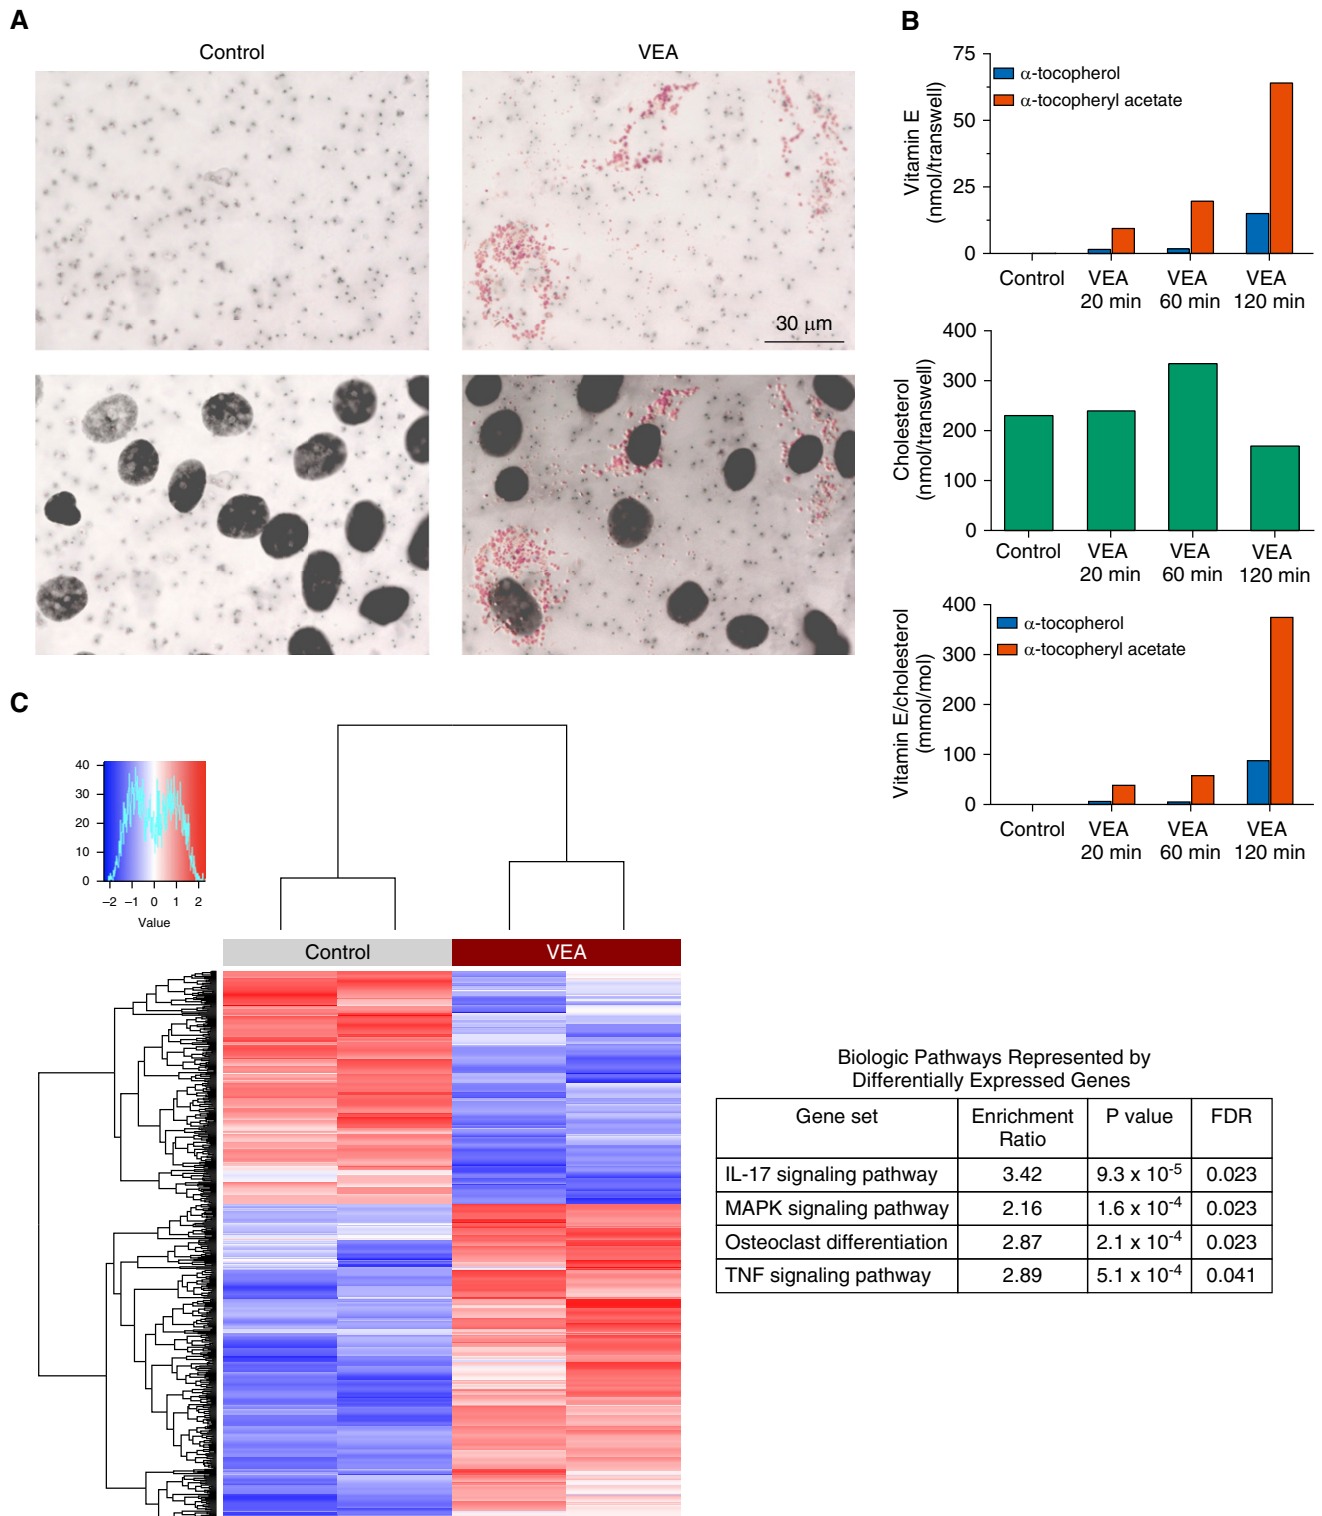 A
Control
VEA
30 μm
B
75
50
25
0
Vitamin E
(nmol/transwell)
α-tocopherol
α-tocopheryl acetate
Control
VEA
20 min
VEA
60 min
VEA
120 min
400
300
200
100
0
Cholesterol
(nmol/transwell)
Control
VEA
20 min
VEA
60 min
VEA
120 min
400
300
200
100
0
Vitamin E/cholesterol
(mmol/mol)
α-tocopherol
α-tocopheryl acetate
Control
VEA
20 min
VEA
60 min
VEA
120 min
C
40
30
20
10
0
–2 –1 0 1 2
Value
Control
VEA
Biologic Pathways Represented by
Differentially Expressed Genes
Gene set
Enrichment
Ratio
P value
FDR
IL-17 signaling pathway 3.42 9.3 x 10⁻⁵ 0.023
MAPK signaling pathway 2.16 1.6 x 10⁻⁴ 0.023
Osteoclast differentiation 2.87 2.1 x 10⁻⁴ 0.023
TNF signaling pathway 2.89 5.1 x 10⁻⁴ 0.041